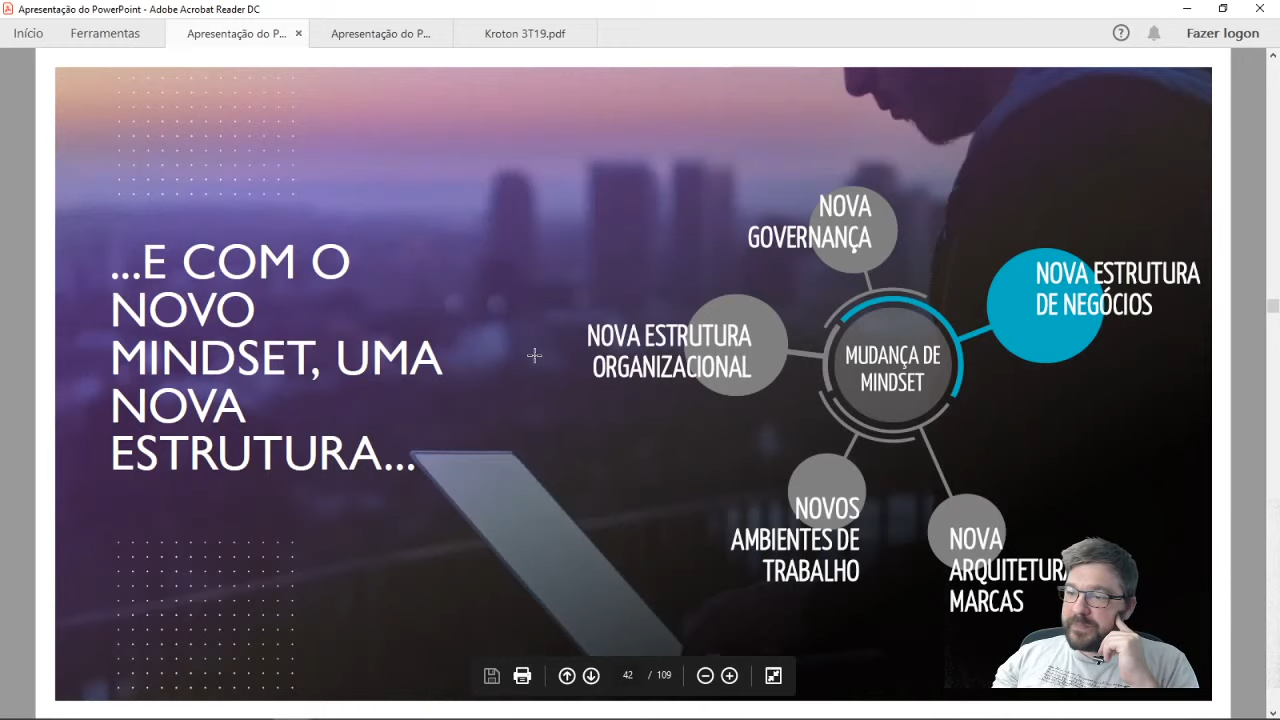 Apresentação do PowerPoint - Adobe Acrobat Reader DC
Início
Ferramentas
Apresentação do P...
Apresentação do P...
Kroton 3T19.pdf
Fazer logon
...E COM O
NOVO
MINDSET, UMA
NOVA
ESTRUTURA...
NOVA
GOVERNANÇA
NOVA ESTRUTURA
DE NEGÓCIOS
NOVA ESTRUTURA
ORGANIZACIONAL
MUDANÇA DE
MINDSET
NOVOS
AMBIENTES DE
TRABALHO
NOVA
MARCAS
42 / 109